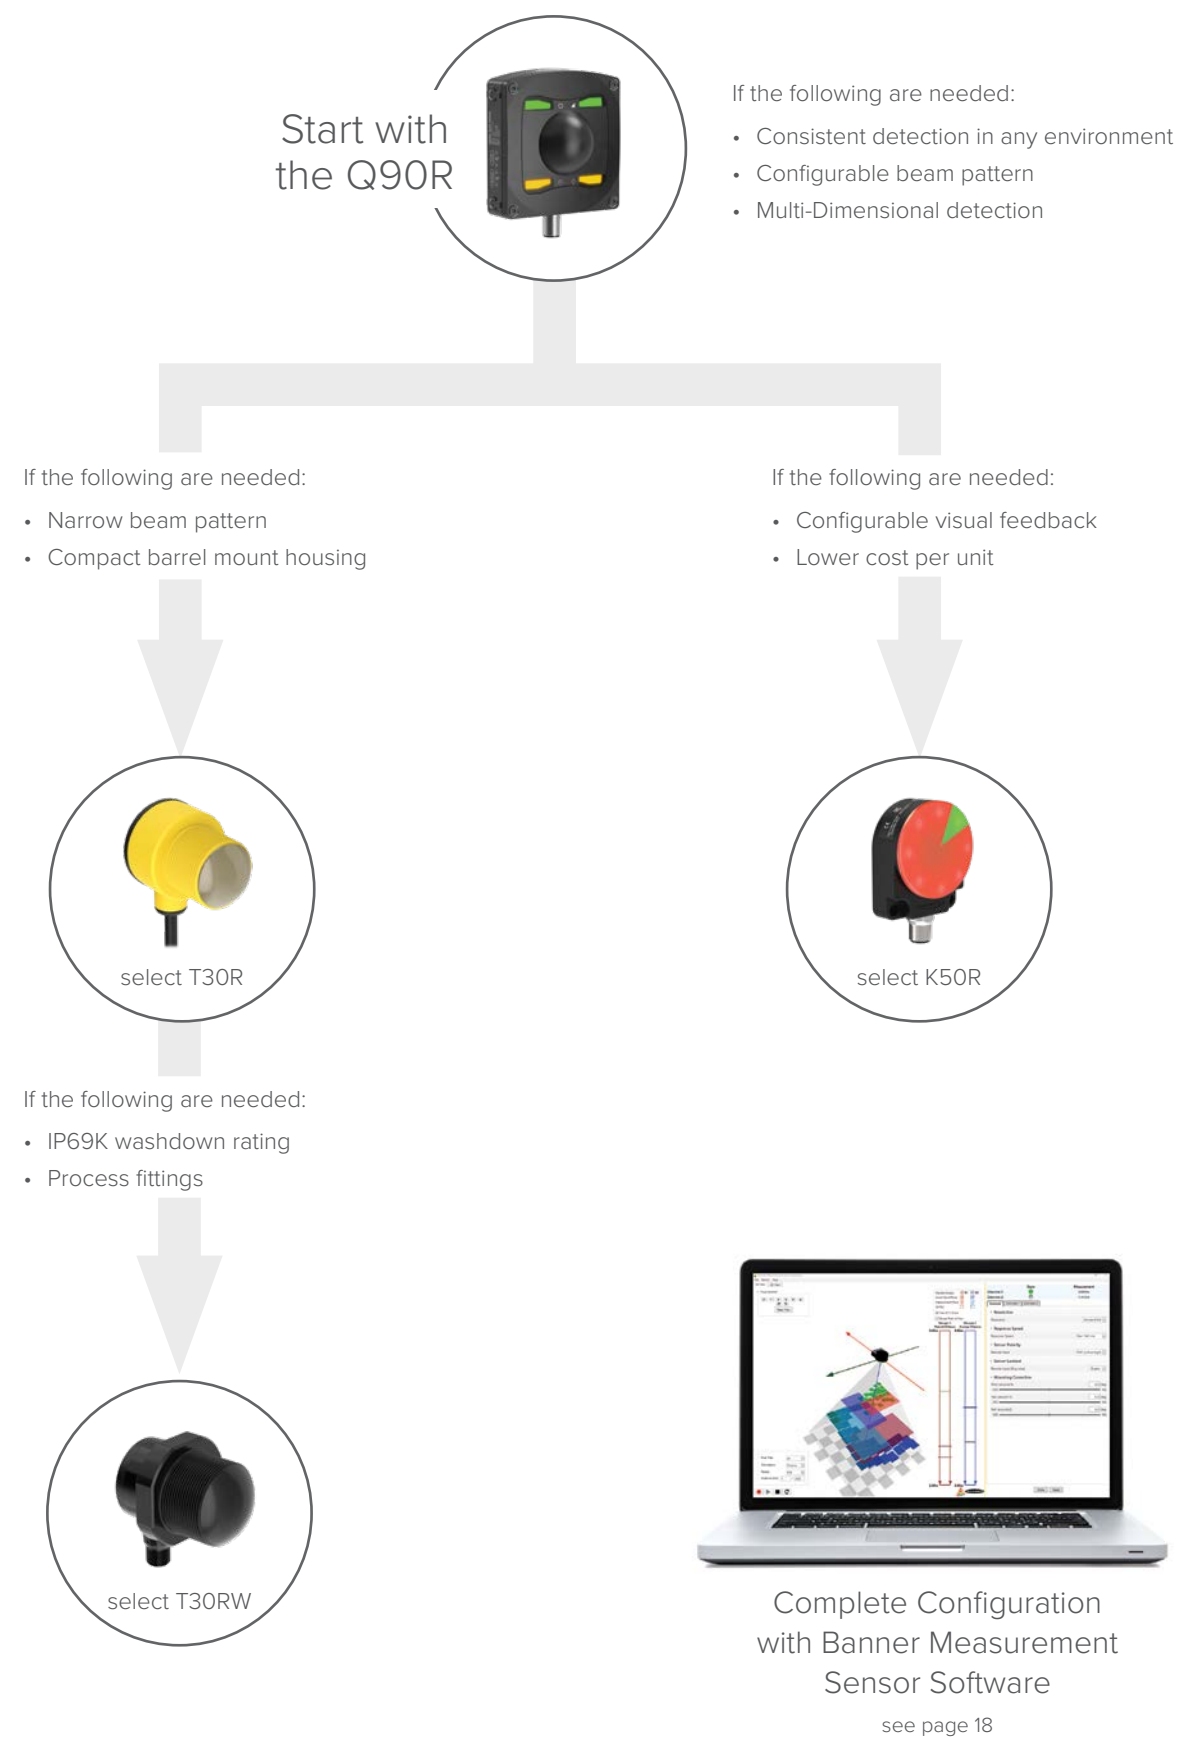 Start with
the Q90R
If the following are needed:
• Consistent detection in any environment
• Configurable beam pattern
• Multi-Dimensional detection
If the following are needed:
• Narrow beam pattern
• Compact barrel mount housing
If the following are needed:
• Configurable visual feedback
• Lower cost per unit
select T30R
select K50R
If the following are needed:
• IP69K washdown rating
• Process fittings
select T30RW
Complete Configuration
with Banner Measurement
Sensor Software
see page 18